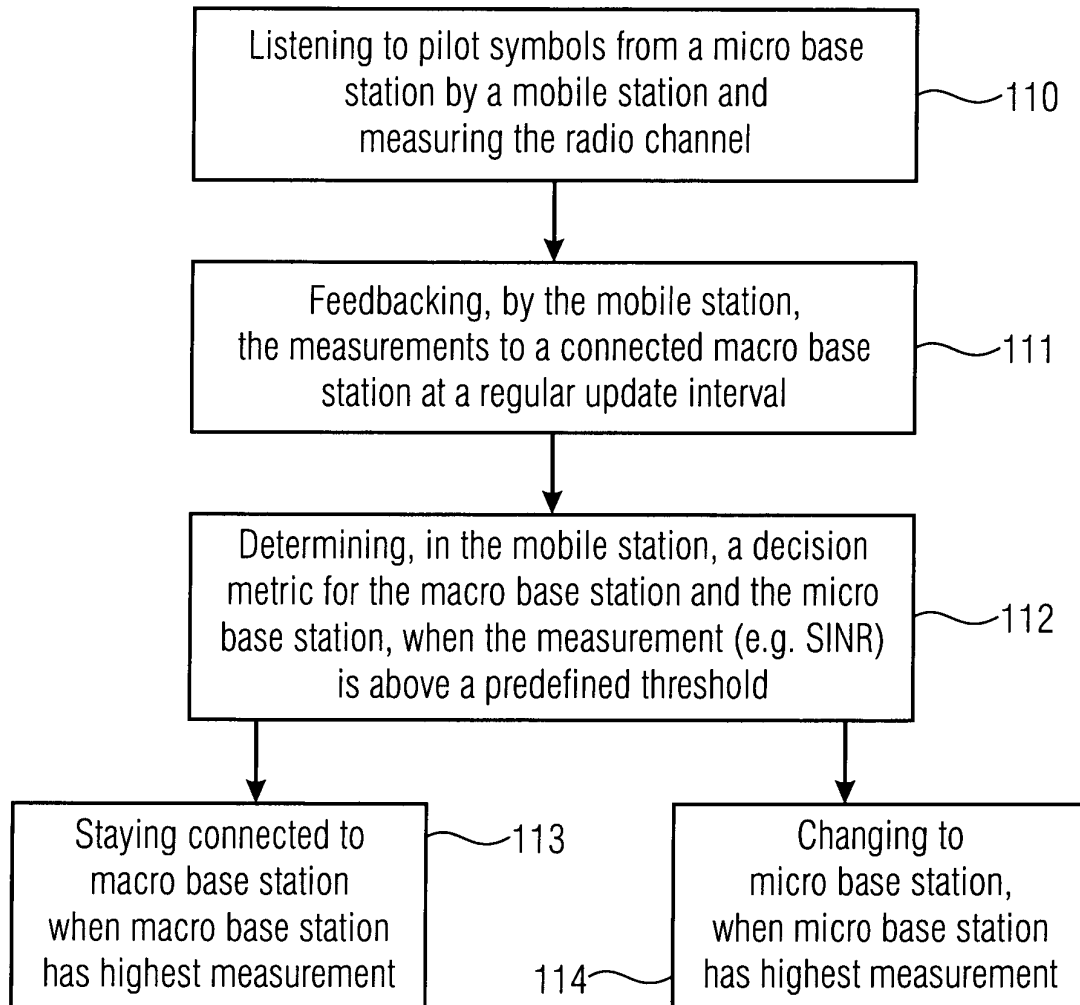 Listening to pilot symbols from a micro base
station by a mobile station and
measuring the radio channel
110
Feedbacking, by the mobile station,
the measurements to a connected macro base
station at a regular update interval
111
Determining, in the mobile station, a decision
metric for the macro base station and the micro
base station, when the measurement (e.g. SINR)
is above a predefined threshold
112
Staying connected to
macro base station
when macro base station
has highest measurement
113
Changing to
micro base station,
when micro base station
has highest measurement
114